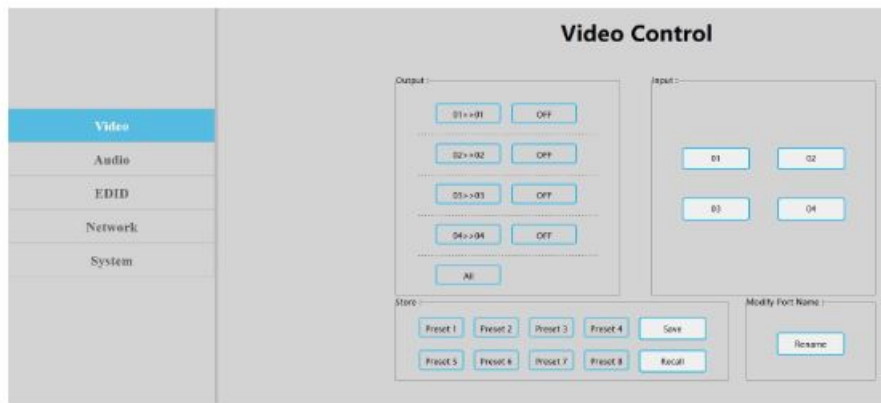 Video Control
Video
Audio
EDID
Network
System
Output :
01>>01 OFF
02>>02 OFF
03>>03 OFF
04>>04 OFF
All
Input :
01 02
03 04
Store :
Preset 1 Preset 2 Preset 3 Preset 4 Save
Preset 5 Preset 6 Preset 7 Preset 8 Recall
Modify Port Name :
Rename